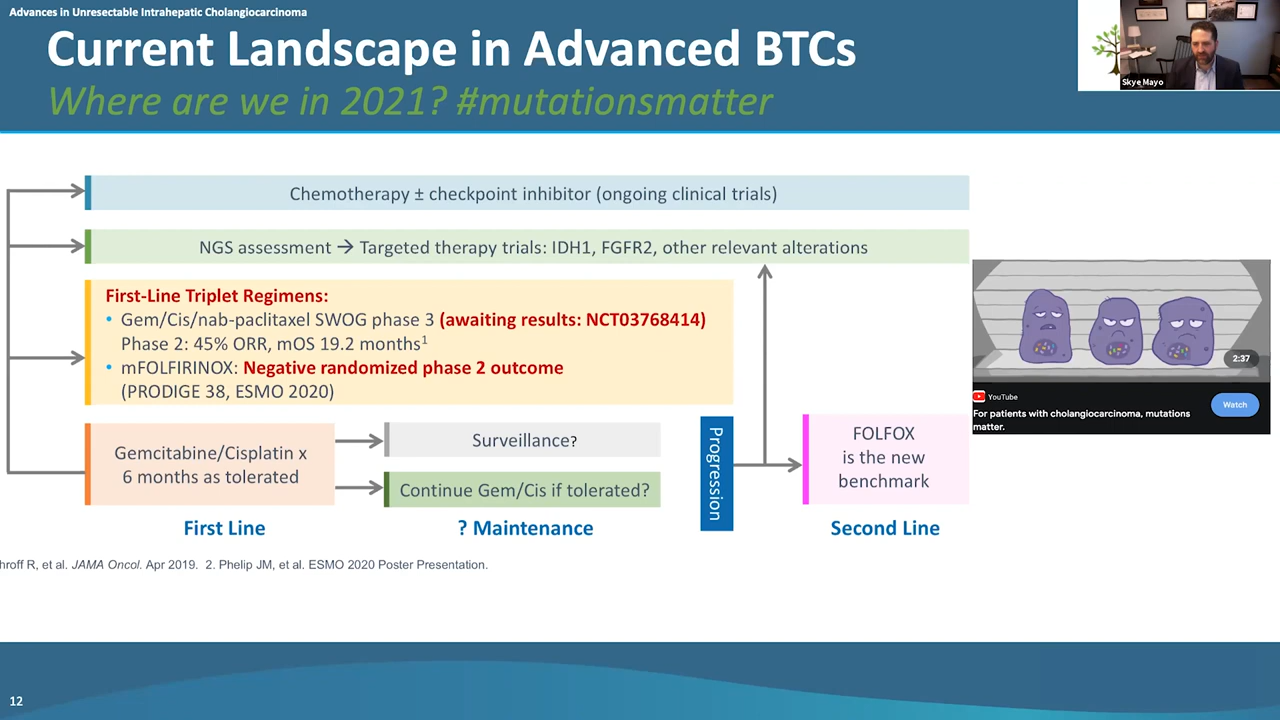 Advances in Unresectable Intrahepatic Cholangiocarcinoma
Current Landscape in Advanced BTCs
Where are we in 2021? #mutationsmatter
Skye Mayo
Chemotherapy ± checkpoint inhibitor (ongoing clinical trials)
NGS assessment → Targeted therapy trials: IDH1, FGFR2, other relevant alterations
First-Line Triplet Regimens:
• Gem/Cis/nab-paclitaxel SWOG phase 3 (awaiting results: NCT03768414)
Phase 2: 45% ORR, mOS 19.2 months1
• mFOLFIRINOX: Negative randomized phase 2 outcome
(PRODIGE 38, ESMO 2020)
2:37
YouTube
For patients with cholangiocarcinoma, mutations
matter.
Watch
Gemcitabine/Cisplatin x
6 months as tolerated
Surveillance?
Continue Gem/Cis if tolerated?
Progression
FOLFOX
is the new
benchmark
First Line
? Maintenance
Second Line
hroff R, et al. JAMA Oncol. Apr 2019. 2. Phelip JM, et al. ESMO 2020 Poster Presentation.
12